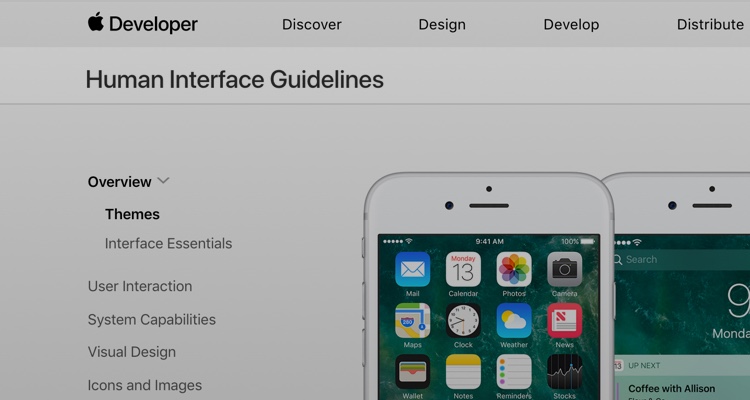 Developer
Discover
Design
Develop
Distribute
Human Interface Guidelines
Overview
Themes
Interface Essentials
User Interaction
System Capabilities
Visual Design
Icons and Images
9:41 AM
100%
Monday
13
Mail
Calendar
Photos
Camera
280
Maps
Clock
Weather
News
Wallet
Notes
Reminders
Stocks
Search
9
Monda
13
UP NEXT
Coffee with Allison